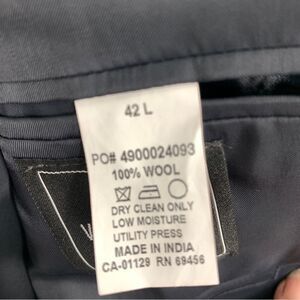 42 L
PO# 4900024093
100% WOOL
DRY CLEAN ONLY
LOW MOISTURE
UTILITY PRESS
MADE IN INDIA
CA-01129 RN 69456